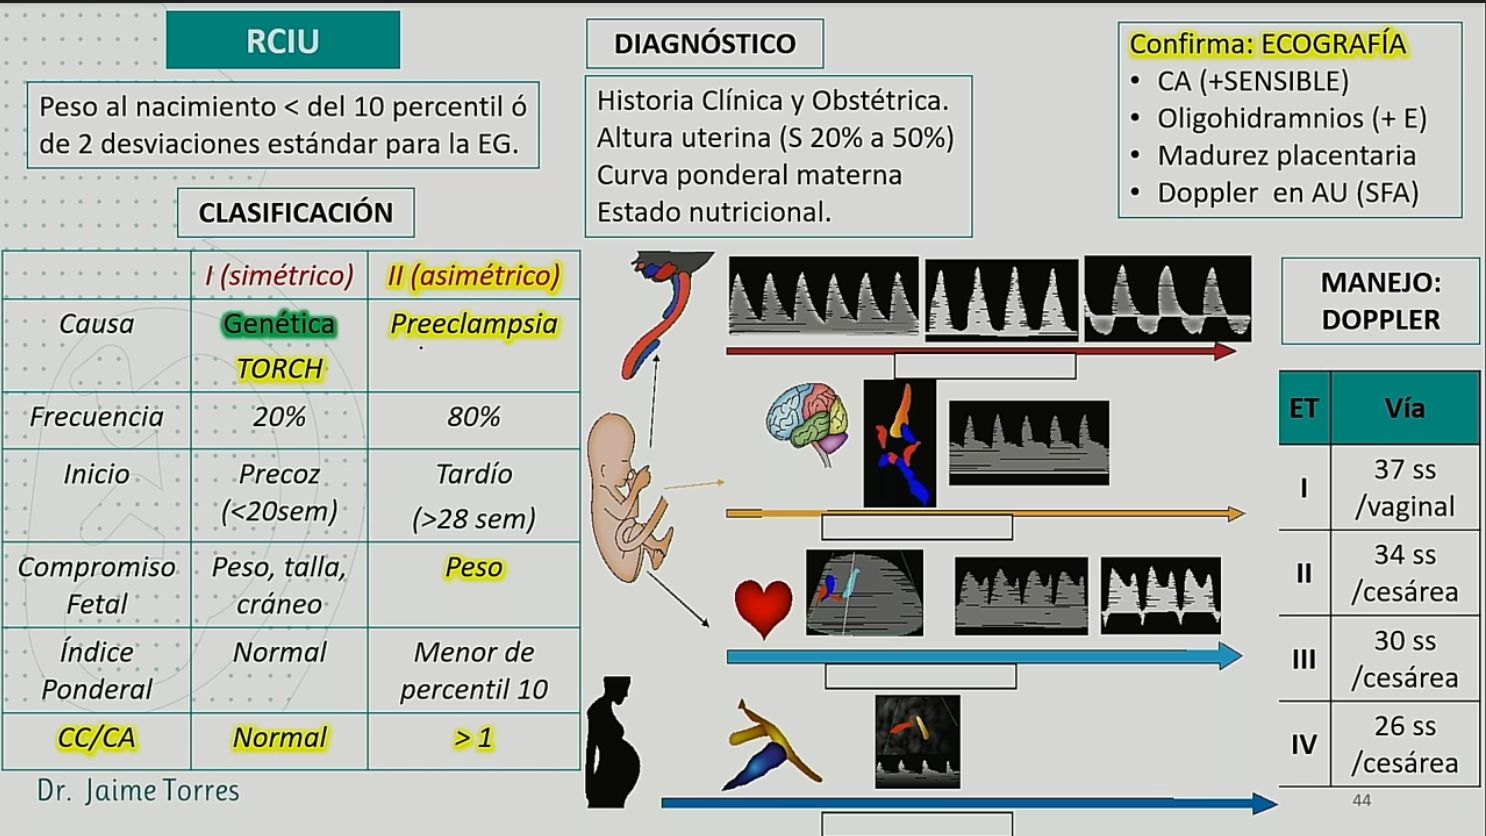 RCIU
Peso al nacimiento < del 10 percentil ó
de 2 desviaciones estándar para la EG.
CLASIFICACIÓN
I (simétrico)
II (asimétrico)
Causa
Genética
TORCH
Preeclampsia
Frecuencia
20%
80%
Inicio
Precoz
(<20sem)
Tardío
(>28 sem)
Compromiso
Fetal
Peso, talla,
cráneo
Peso
Índice
Ponderal
Normal
Menor de
percentil 10
CC/CA
Normal
> 1
Dr. Jaime Torres
DIAGNÓSTICO
Historia Clínica y Obstétrica.
Altura uterina (S 20% a 50%)
Curva ponderal materna
Estado nutricional.
Confirma: ECOGRAFÍA
• CA (+SENSIBLE)
• Oligohidramnios (+ E)
• Madurez placentaria
• Doppler en AU (SFA)
MANEJO:
DOPPLER
ET
Vía
I
37 ss
/vaginal
II
34 ss
/cesárea
III
30 ss
/cesárea
IV
26 ss
/cesárea
44